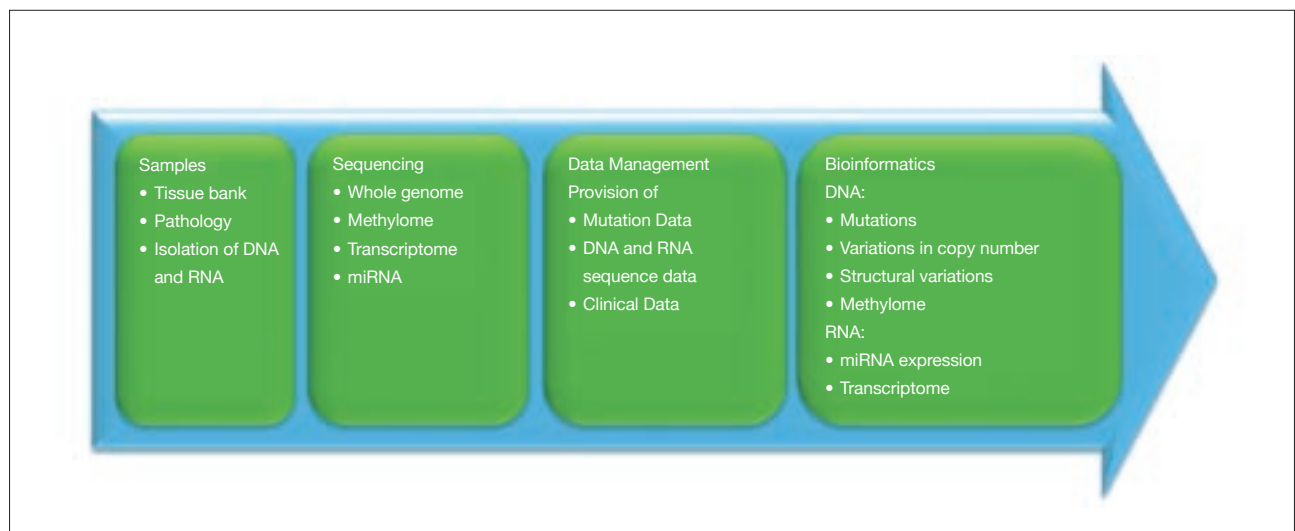 Samples
• Tissue bank
• Pathology
• Isolation of DNA
and RNA
Sequencing
• Whole genome
• Methylome
• Transcriptome
• miRNA
Data Management
Provision of
• Mutation Data
• DNA and RNA
sequence data
• Clinical Data
Bioinformatics
DNA:
• Mutations
• Variations in copy number
• Structural variations
• Methylome
RNA:
• miRNA expression
• Transcriptome